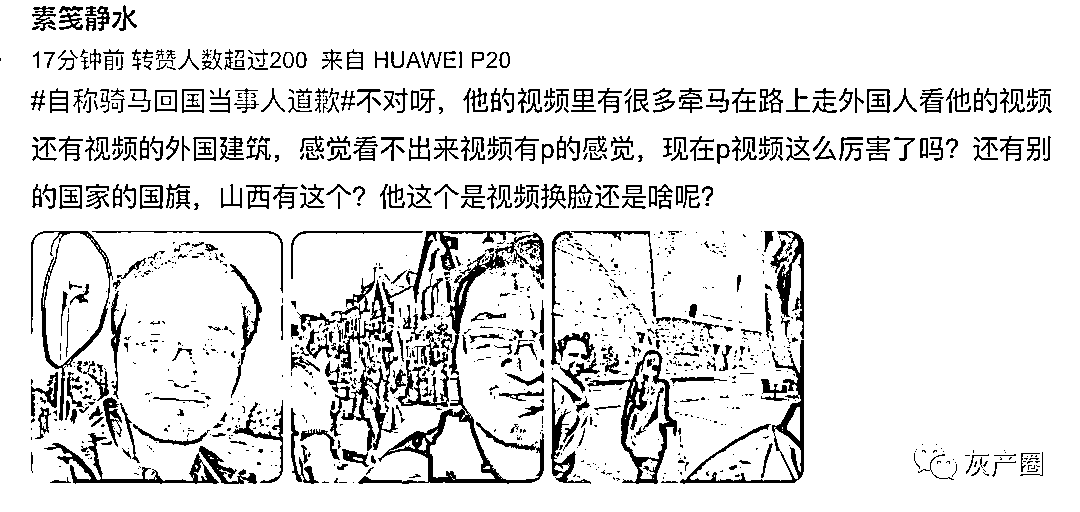 素笺静水
17分钟前 转赞人数超过200 来自 HUAWEI P20
#自称骑马回国当事人道歉#不对呀，他的视频里有很多牵马在路上走外国人看他的视频
还有视频的外国建筑，感觉看不出来视频有p的感觉，现在p视频这么厉害了吗？还有别
的国家的国旗，山西有这个？他这个是视频换脸还是啥呢？
灰产圈